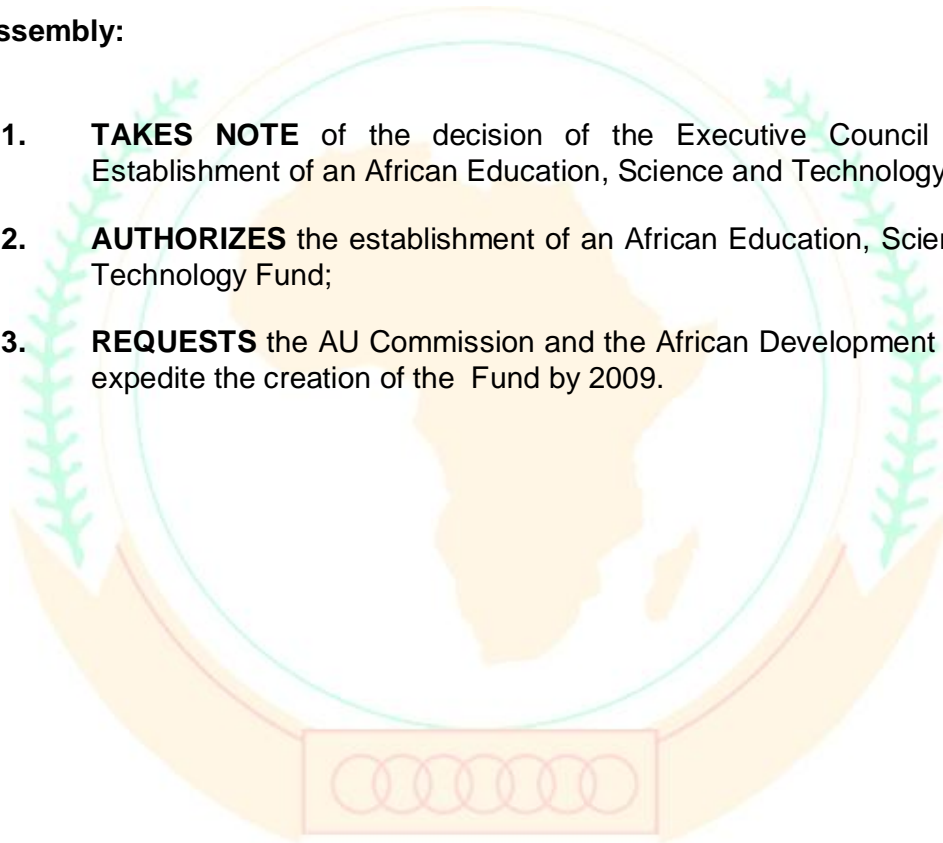 ssembly:
1. TAKES NOTE of the decision of the Executive Council
Establishment of an African Education, Science and Technology
2. AUTHORIZES the establishment of an African Education, Scien
Technology Fund;
3. REQUESTS the AU Commission and the African Development
expedite the creation of the Fund by 2009.